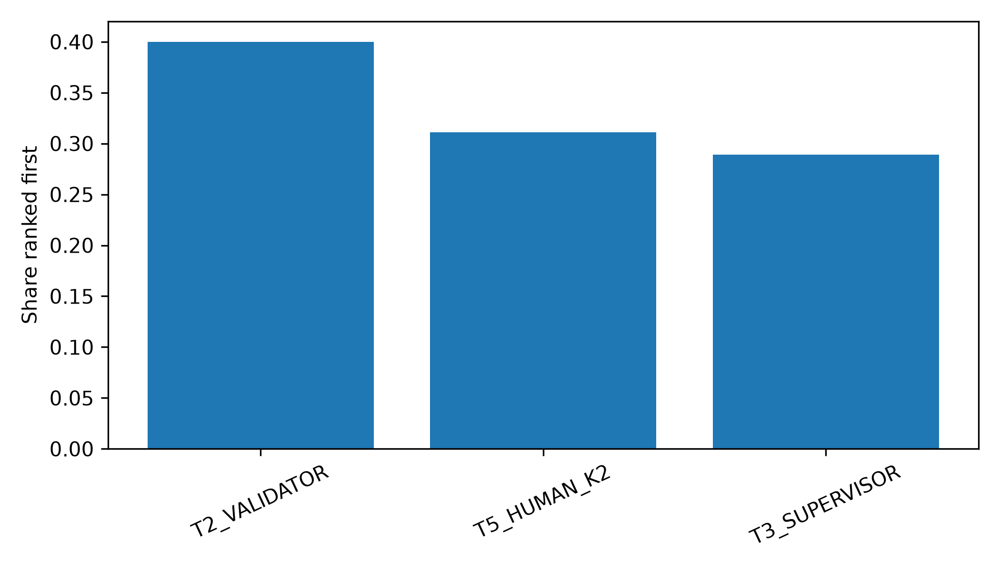 Share ranked first
0.40
0.35
0.30
0.25
0.20
0.15
0.10
0.05
0.00
T2_VALIDATOR
T5_HUMAN_K2
T3_SUPERVISOR